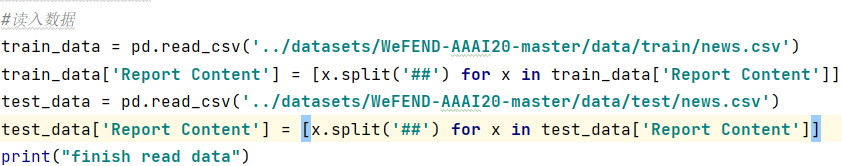 #读入数据
train_data = pd.read_csv('../datasets/WeFEND-AAAI20-master/data/train/news.csv')
train_data['Report Content'] = [x.split('##') for x in train_data['Report Content']]
test_data = pd.read_csv('../datasets/WeFEND-AAAI20-master/data/test/news.csv')
test_data['Report Content'] = [x.split('##') for x in test_data['Report Content']]
print("finish read data")